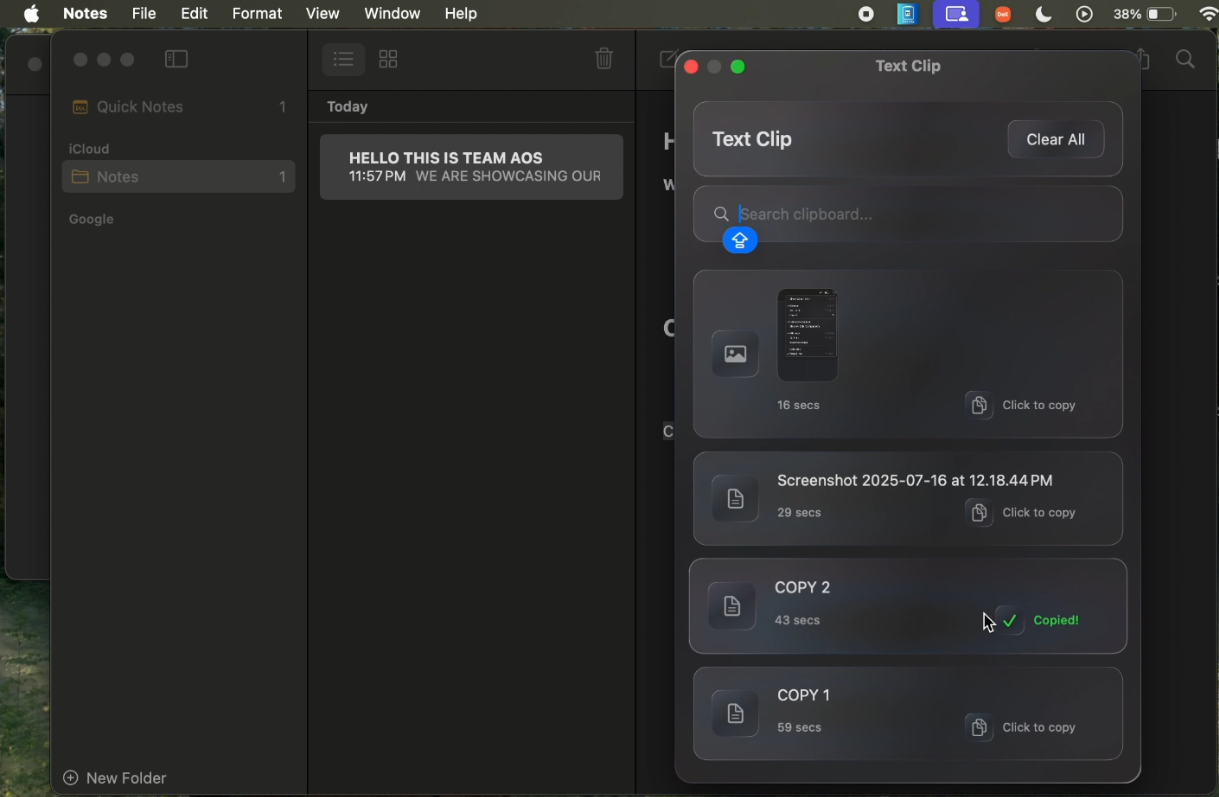 Notes File Edit Format View Window Help 38%
Quick Notes 1
iCloud
Notes 1
Google
New Folder
Today
HELLO THIS IS TEAM AOS
11:57 PM WE ARE SHOWCASING OUR
Text Clip
Text Clip
Clear All
Search clipboard...
16 secs
Click to copy
Screenshot 2025-07-16 at 12.18.44 PM
29 secs
Click to copy
COPY 2
43 secs
Copied!
COPY 1
59 secs
Click to copy